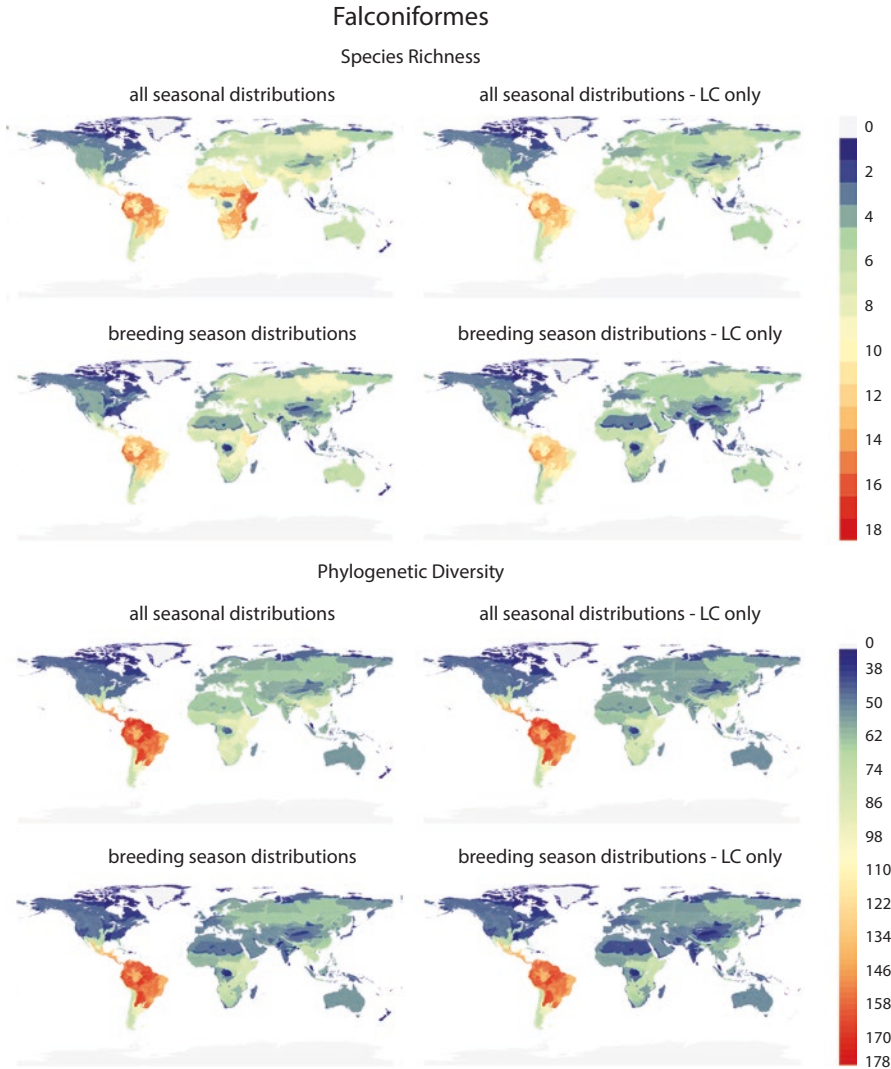 Falconiformes
Species Richness
all seasonal distributions
all seasonal distributions - LC only
0
2
4
6
8
10
12
14
16
18
breeding season distributions
breeding season distributions - LC only
Phylogenetic Diversity
all seasonal distributions
all seasonal distributions - LC only
0
38
50
62
74
86
98
110
122
134
146
158
170
178
breeding season distributions
breeding season distributions - LC only